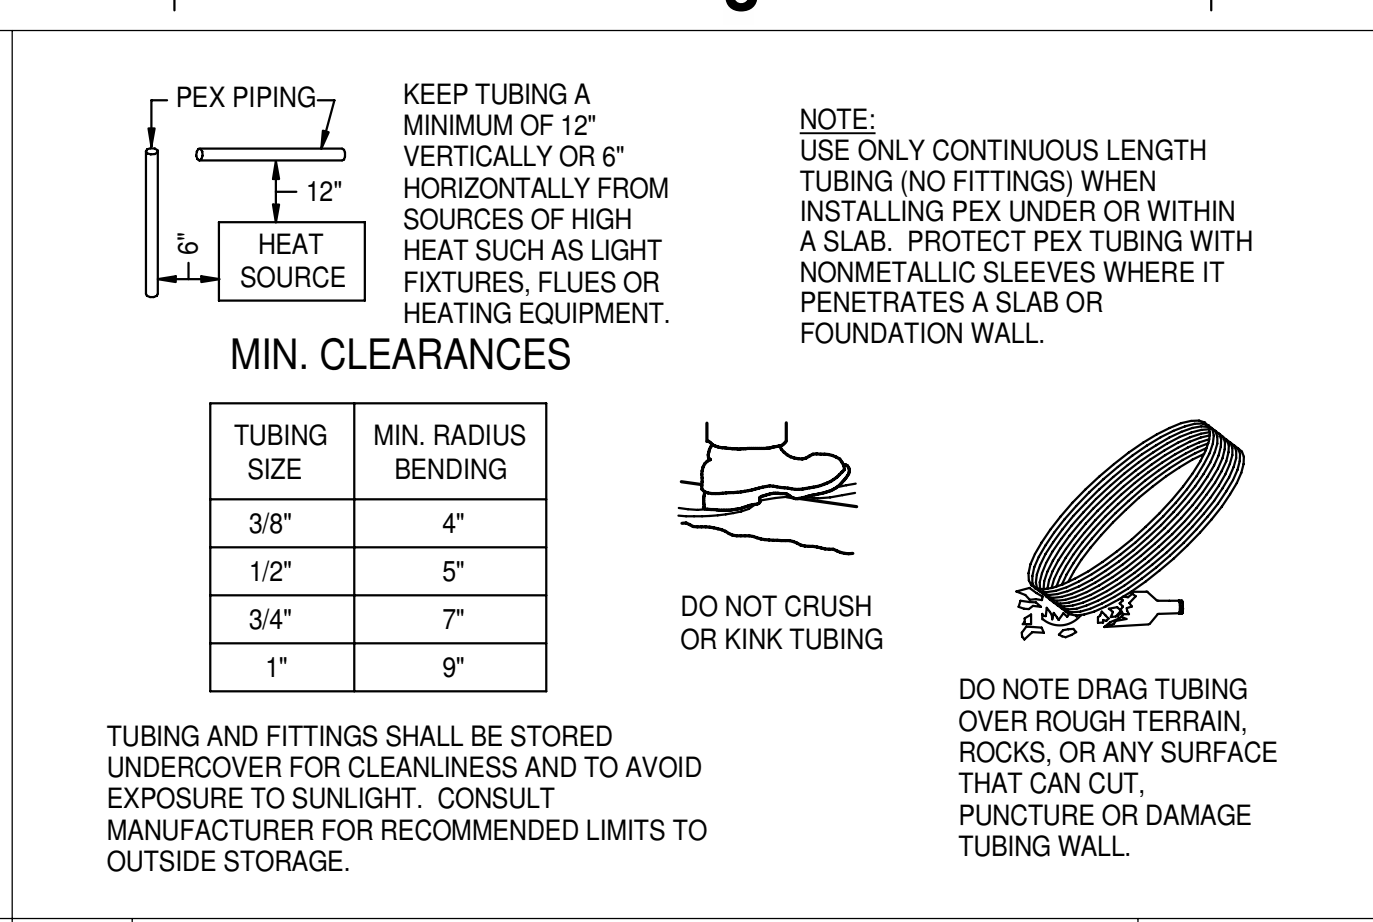 PEX PIPING
12"
6"
HEAT
SOURCE
KEEP TUBING A
MINIMUM OF 12"
VERTICALLY OR 6"
HORIZONTALLY FROM
SOURCES OF HIGH
HEAT SUCH AS LIGHT
FIXTURES, FLUES OR
HEATING EQUIPMENT.
MIN. CLEARANCES
NOTE:
USE ONLY CONTINUOUS LENGTH
TUBING (NO FITTINGS) WHEN
INSTALLING PEX UNDER OR WITHIN
A SLAB.  PROTECT PEX TUBING WITH
NONMETALLIC SLEEVES WHERE IT
PENETRATES A SLAB OR
FOUNDATION WALL.
TUBING SIZE MIN. RADIUS BENDING
3/8" 4"
1/2" 5"
3/4" 7"
1" 9"
DO NOT CRUSH
OR KINK TUBING
DO NOTE DRAG TUBING
OVER ROUGH TERRAIN,
ROCKS, OR ANY SURFACE
THAT CAN CUT,
PUNCTURE OR DAMAGE
TUBING WALL.
TUBING AND FITTINGS SHALL BE STORED
UNDERCOVER FOR CLEANLINESS AND TO AVOID
EXPOSURE TO SUNLIGHT.  CONSULT
MANUFACTURER FOR RECOMMENDED LIMITS TO
OUTSIDE STORAGE.